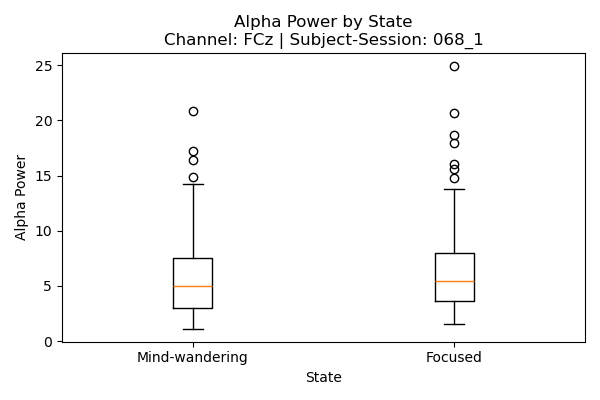 Alpha Power by State
Channel: FCz | Subject-Session: 068_1
25
20
15
10
5
0
Alpha Power
Mind-wandering
Focused
State